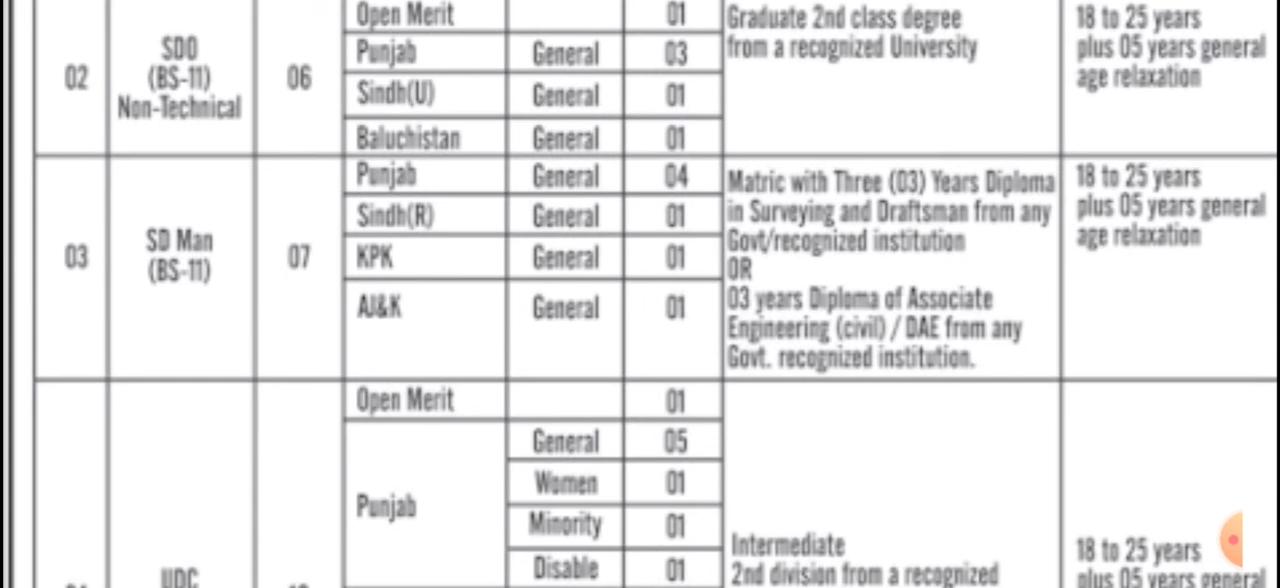 02
SDO
(BS-11)
Non-Technical
06
Open Merit 01
Punjab General 03
Sindh(U) General 01
Baluchistan General 01
Graduate 2nd class degree
from a recognized University
18 to 25 years
plus 05 years general
age relaxation
03
SD Man
(BS-11)
07
Punjab General 04
Sindh(R) General 01
KPK General 01
AJ&K General 01
Matric with Three (03) Years Diploma
in Surveying and Draftsman from any
Govt/recognized institution
OR
03 years Diploma of Associate
Engineering (civil) / DAE from any
Govt. recognized institution.
18 to 25 years
plus 05 years general
age relaxation
UDC
Open Merit 01
Punjab
General 05
Women 01
Minority 01
Disable 01
Intermediate
2nd division from a recognized
18 to 25 years
plus 05 years general